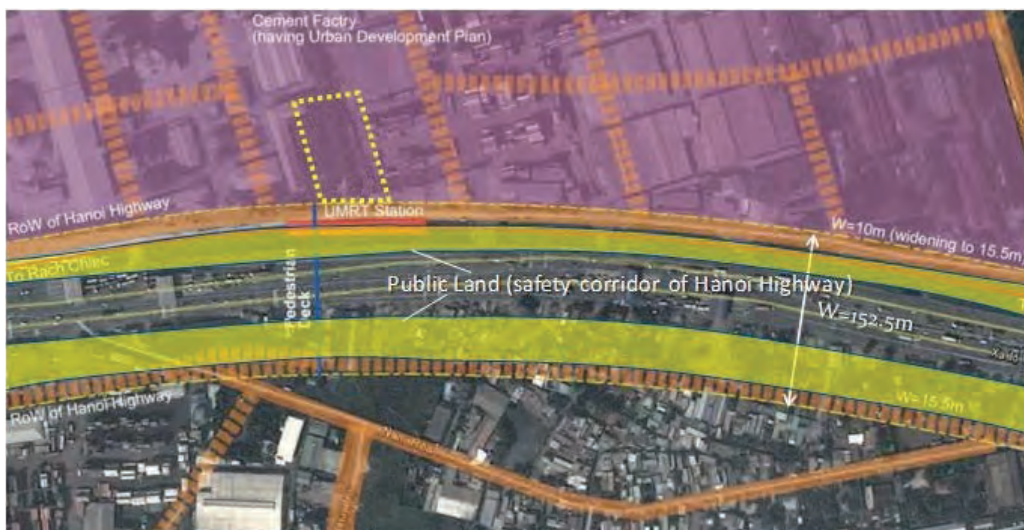 Cement Factry
(having Urban Development Plan)
RoW of Hanoi Highway
UMRT Station
W=10m (widening to 15.5m)
To Rach Chiec
Pedestrian
Deck
Public Land (safety corridor of Hanoi Highway)
W=152.5m
W=15.5m
RoW of Hanoi Highway